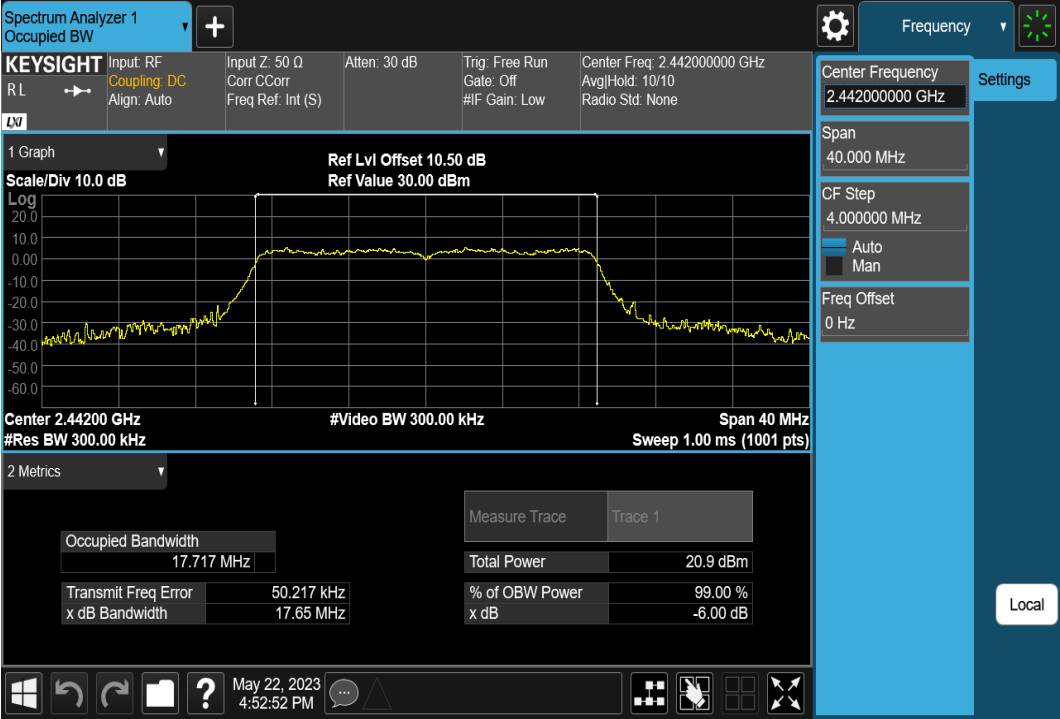 Spectrum Analyzer 1
Occupied BW
▼
+
Frequency
▼
KEYSIGHT
R L
LXI
Input: RF
Coupling: DC
Align: Auto
Input Z: 50 Ω
Corr CCorr
Freq Ref: Int (S)
Atten: 30 dB
Trig: Free Run
Gate: Off
#IF Gain: Low
Center Freq: 2.442000000 GHz
Avg|Hold: 10/10
Radio Std: None
Center Frequency
2.442000000 GHz
Settings
Span
40.000 MHz
CF Step
4.000000 MHz
Auto
Man
Freq Offset
0 Hz
Local
1 Graph
▼
Scale/Div 10.0 dB
Ref Lvl Offset 10.50 dB
Ref Value 30.00 dBm
Log
20.0
10.0
0.00
-10.0
-20.0
-30.0
-40.0
-50.0
-60.0
Center 2.44200 GHz
#Res BW 300.00 kHz
#Video BW 300.00 kHz
Span 40 MHz
Sweep 1.00 ms (1001 pts)
2 Metrics
▼
Measure Trace
Trace 1
Occupied Bandwidth
17.717 MHz
Total Power
20.9 dBm
Transmit Freq Error
50.217 kHz
% of OBW Power
99.00 %
x dB Bandwidth
17.65 MHz
x dB
-6.00 dB
?
May 22, 2023
4:52:52 PM